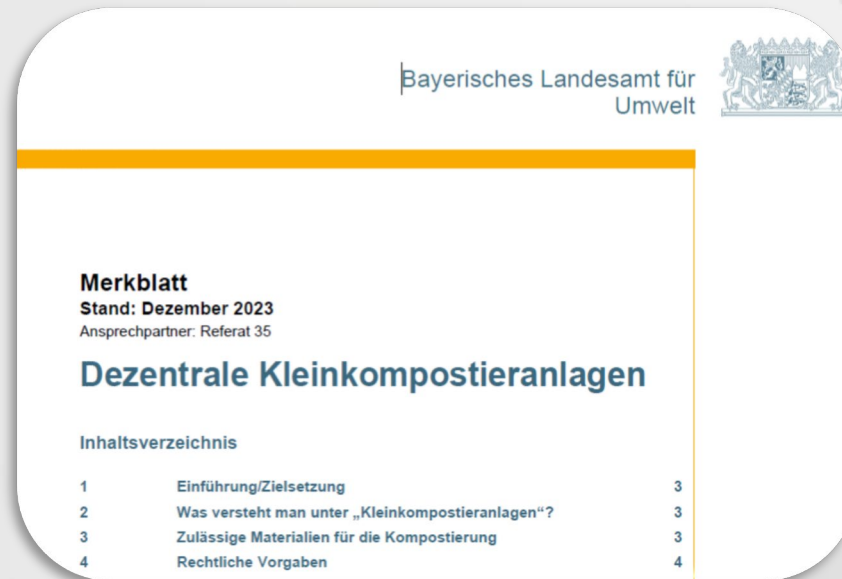 Bayerisches Landesamt für
Umwelt
Merkblatt
Stand: Dezember 2023
Ansprechpartner: Referat 35
Dezentrale Kleinkompostieranlagen
Inhaltsverzeichnis
1 Einführung/Zielsetzung 3
2 Was versteht man unter „Kleinkompostieranlagen“? 3
3 Zulässige Materialien für die Kompostierung 3
4 Rechtliche Vorgaben 4